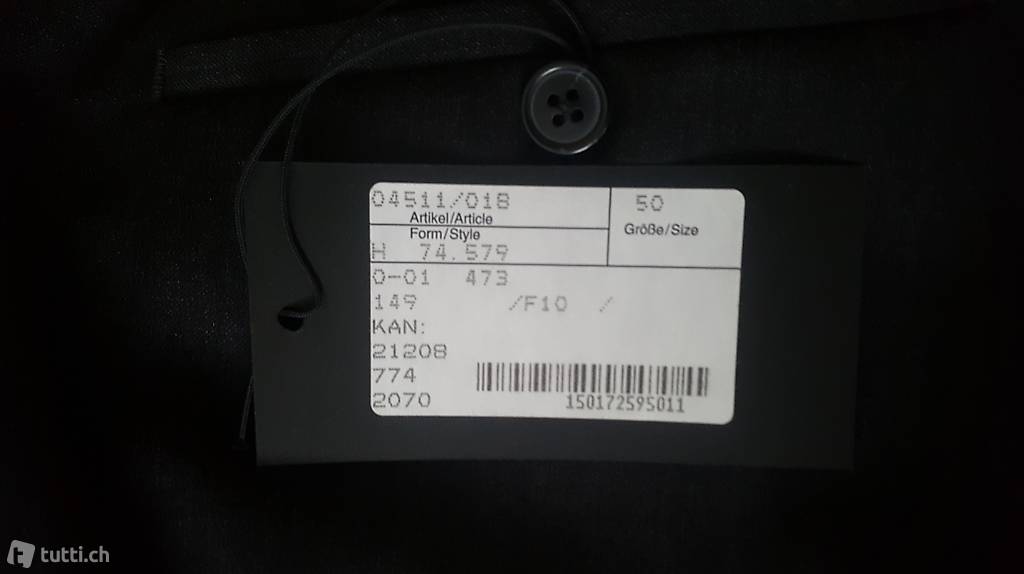 04511/018
Artikel/Article
50
Größe/Size
Form/Style
H 74.579
0-01 473
149 /F10 /
KAN:
21208
774
2070
150172595011
tutti.ch